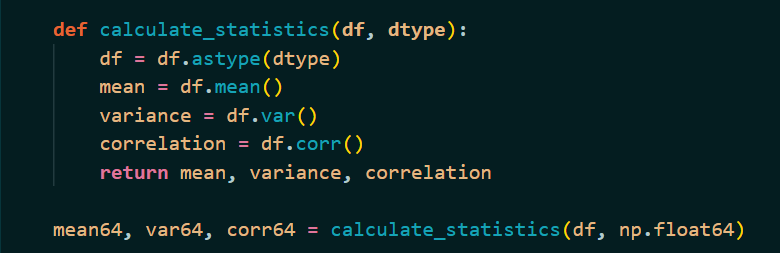 def calculate_statistics(df, dtype):
    df = df.astype(dtype)
    mean = df.mean()
    variance = df.var()
    correlation = df.corr()
    return mean, variance, correlation

mean64, var64, corr64 = calculate_statistics(df, np.float64)